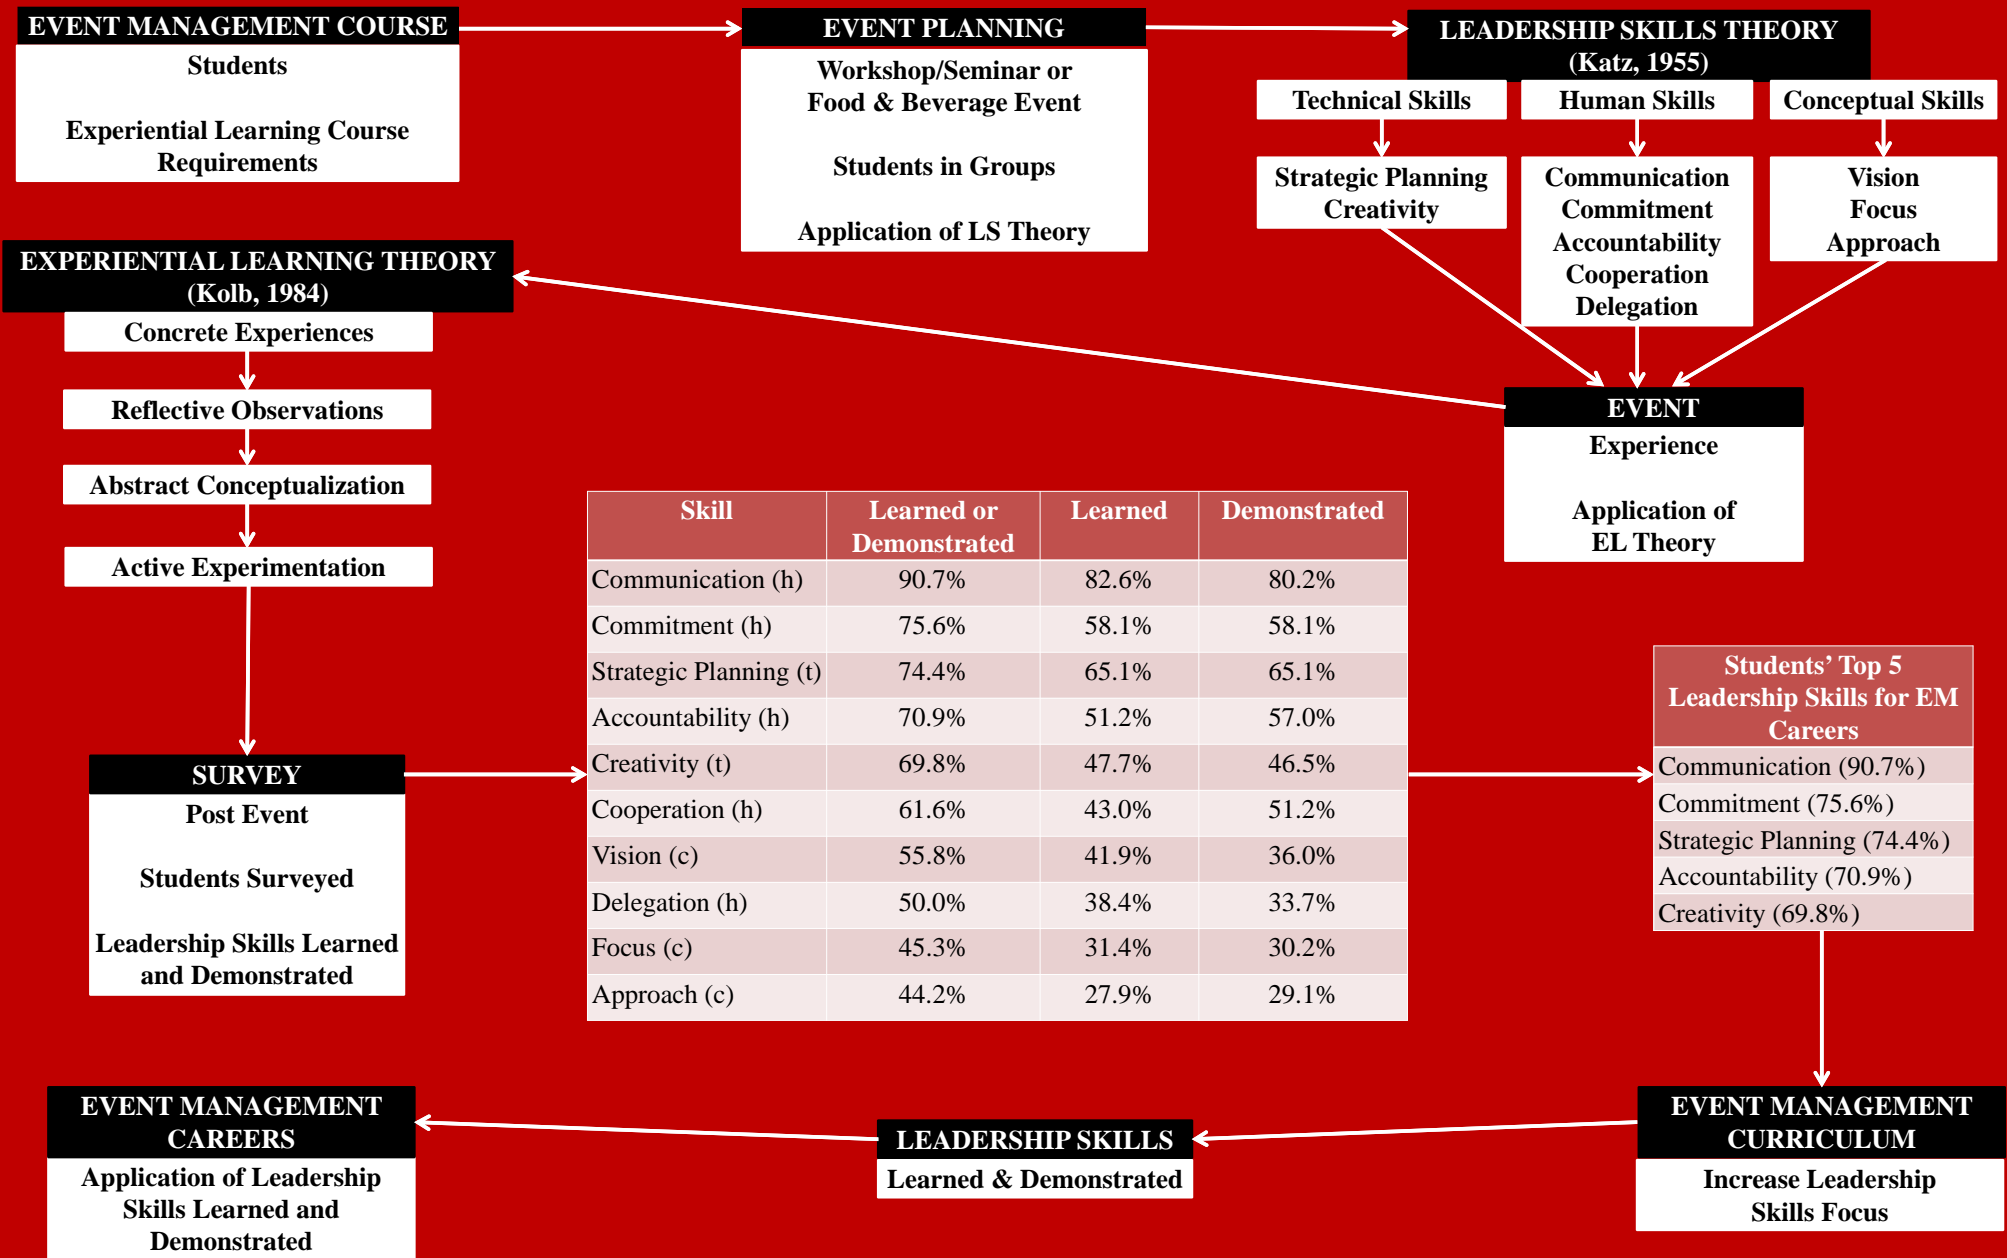 EVENT MANAGEMENT COURSE
Students
Experiential Learning Course
Requirements
EVENT PLANNING
Workshop/Seminar or
Food & Beverage Event
Students in Groups
Application of LS Theory
LEADERSHIP SKILLS THEORY
(Katz, 1955)
Technical Skills
Human Skills
Conceptual Skills
Strategic Planning
Creativity
Communication
Commitment
Accountability
Cooperation
Delegation
Vision
Focus
Approach
EVENT
Experience
Application of
EL Theory
EXPERIENTIAL LEARNING THEORY
(Kolb, 1984)
Concrete Experiences
Reflective Observations
Abstract Conceptualization
Active Experimentation
SURVEY
Post Event
Students Surveyed
Leadership Skills Learned
and Demonstrated
Skill Learned or Demonstrated Learned Demonstrated
Communication (h) 90.7% 82.6% 80.2%
Commitment (h) 75.6% 58.1% 58.1%
Strategic Planning (t) 74.4% 65.1% 65.1%
Accountability (h) 70.9% 51.2% 57.0%
Creativity (t) 69.8% 47.7% 46.5%
Cooperation (h) 61.6% 43.0% 51.2%
Vision (c) 55.8% 41.9% 36.0%
Delegation (h) 50.0% 38.4% 33.7%
Focus (c) 45.3% 31.4% 30.2%
Approach (c) 44.2% 27.9% 29.1%
Students' Top 5
Leadership Skills for EM
Careers
Communication (90.7%)
Commitment (75.6%)
Strategic Planning (74.4%)
Accountability (70.9%)
Creativity (69.8%)
EVENT MANAGEMENT
CURRICULUM
Increase Leadership
Skills Focus
LEADERSHIP SKILLS
Learned & Demonstrated
EVENT MANAGEMENT
CAREERS
Application of Leadership
Skills Learned and
Demonstrated